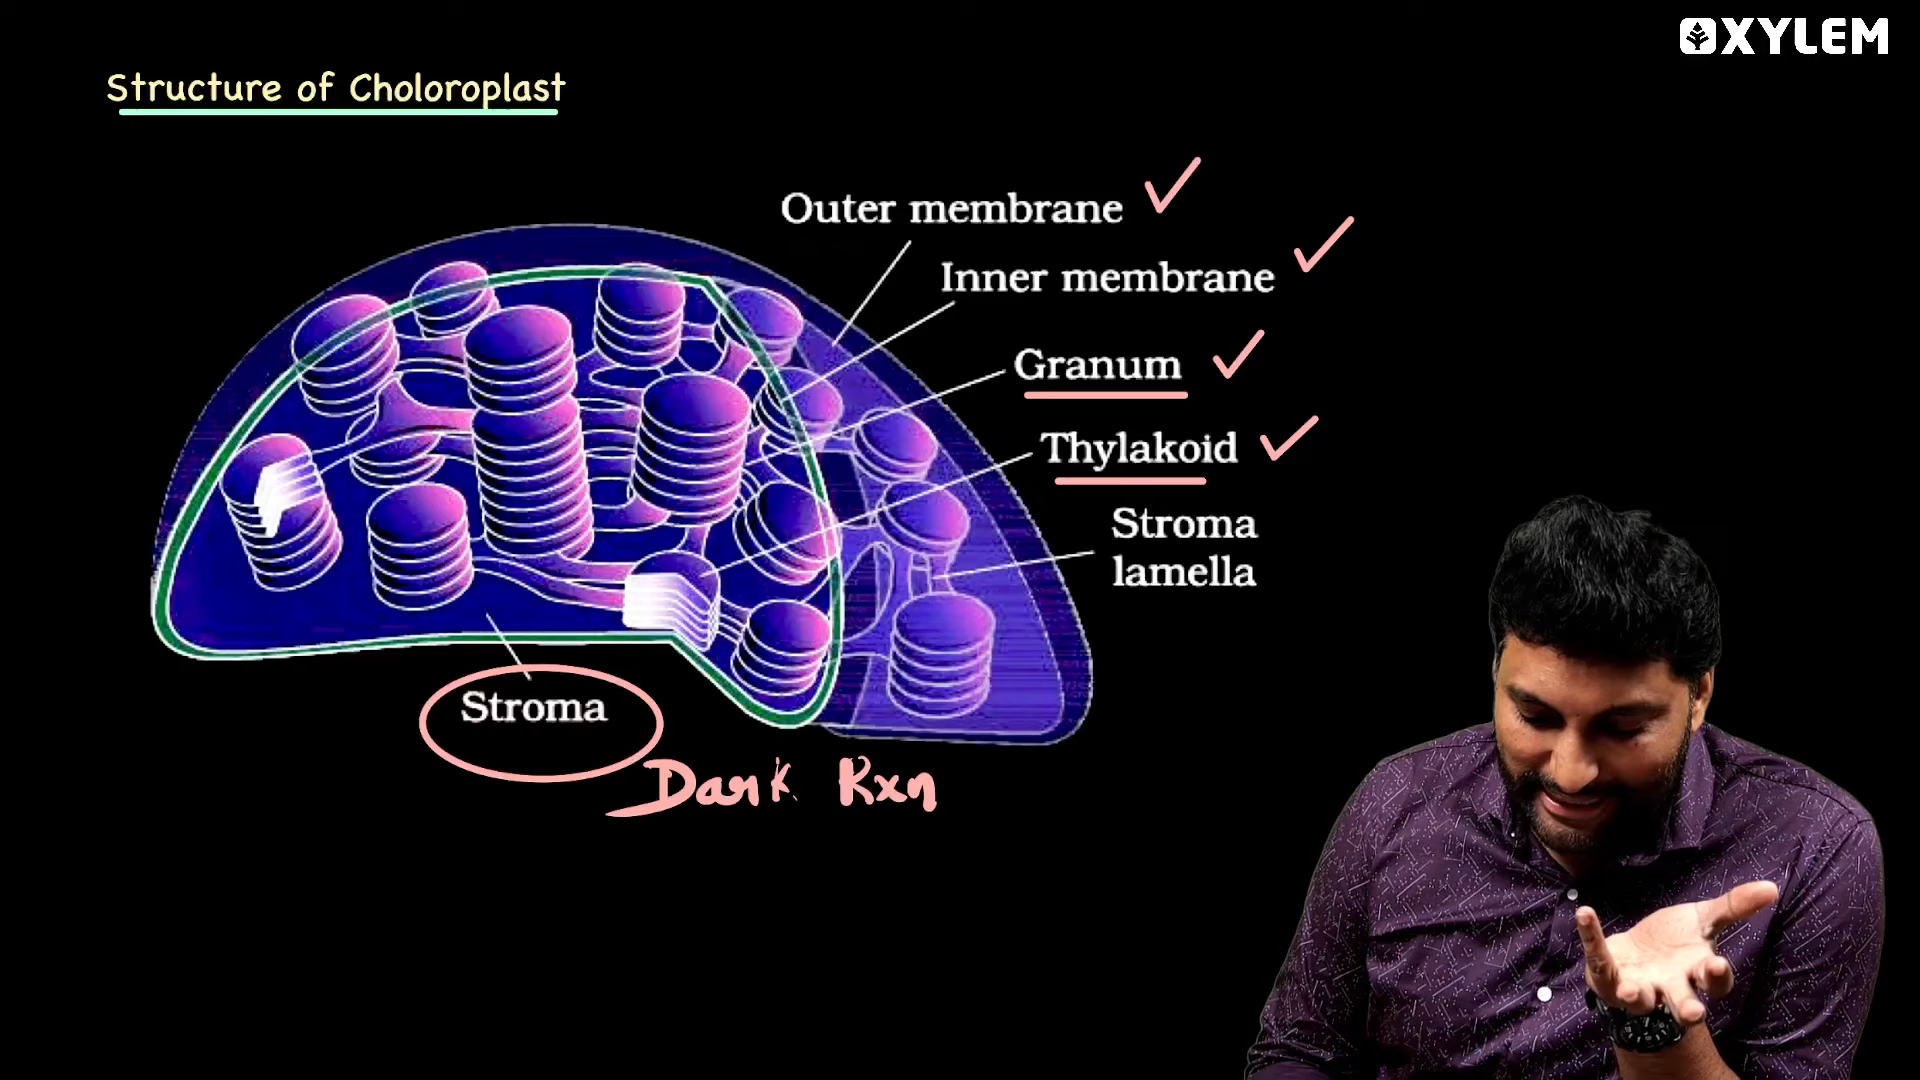 XYLEM
Structure of Choloroplast
Outer membrane
Inner membrane
Granum
Thylakoid
Stroma
lamella
Stroma
Dark Rxn